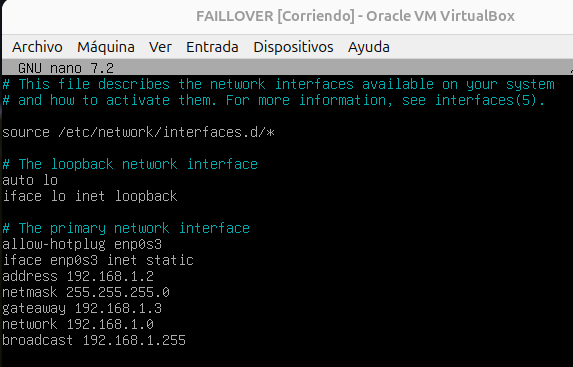 FAILLOVER [Corriendo] - Oracle VM VirtualBox
Archivo Máquina Ver Entrada Dispositivos Ayuda
GNU nano 7.2
# This file describes the network interfaces available on your system
# and how to activate them. For more information, see interfaces(5).
source /etc/network/interfaces.d/*
# The loopback network interface
auto lo
iface lo inet loopback
# The primary network interface
allow-hotplug enp0s3
iface enp0s3 inet static
address 192.168.1.2
netmask 255.255.255.0
gateaway 192.168.1.3
network 192.168.1.0
broadcast 192.168.1.255